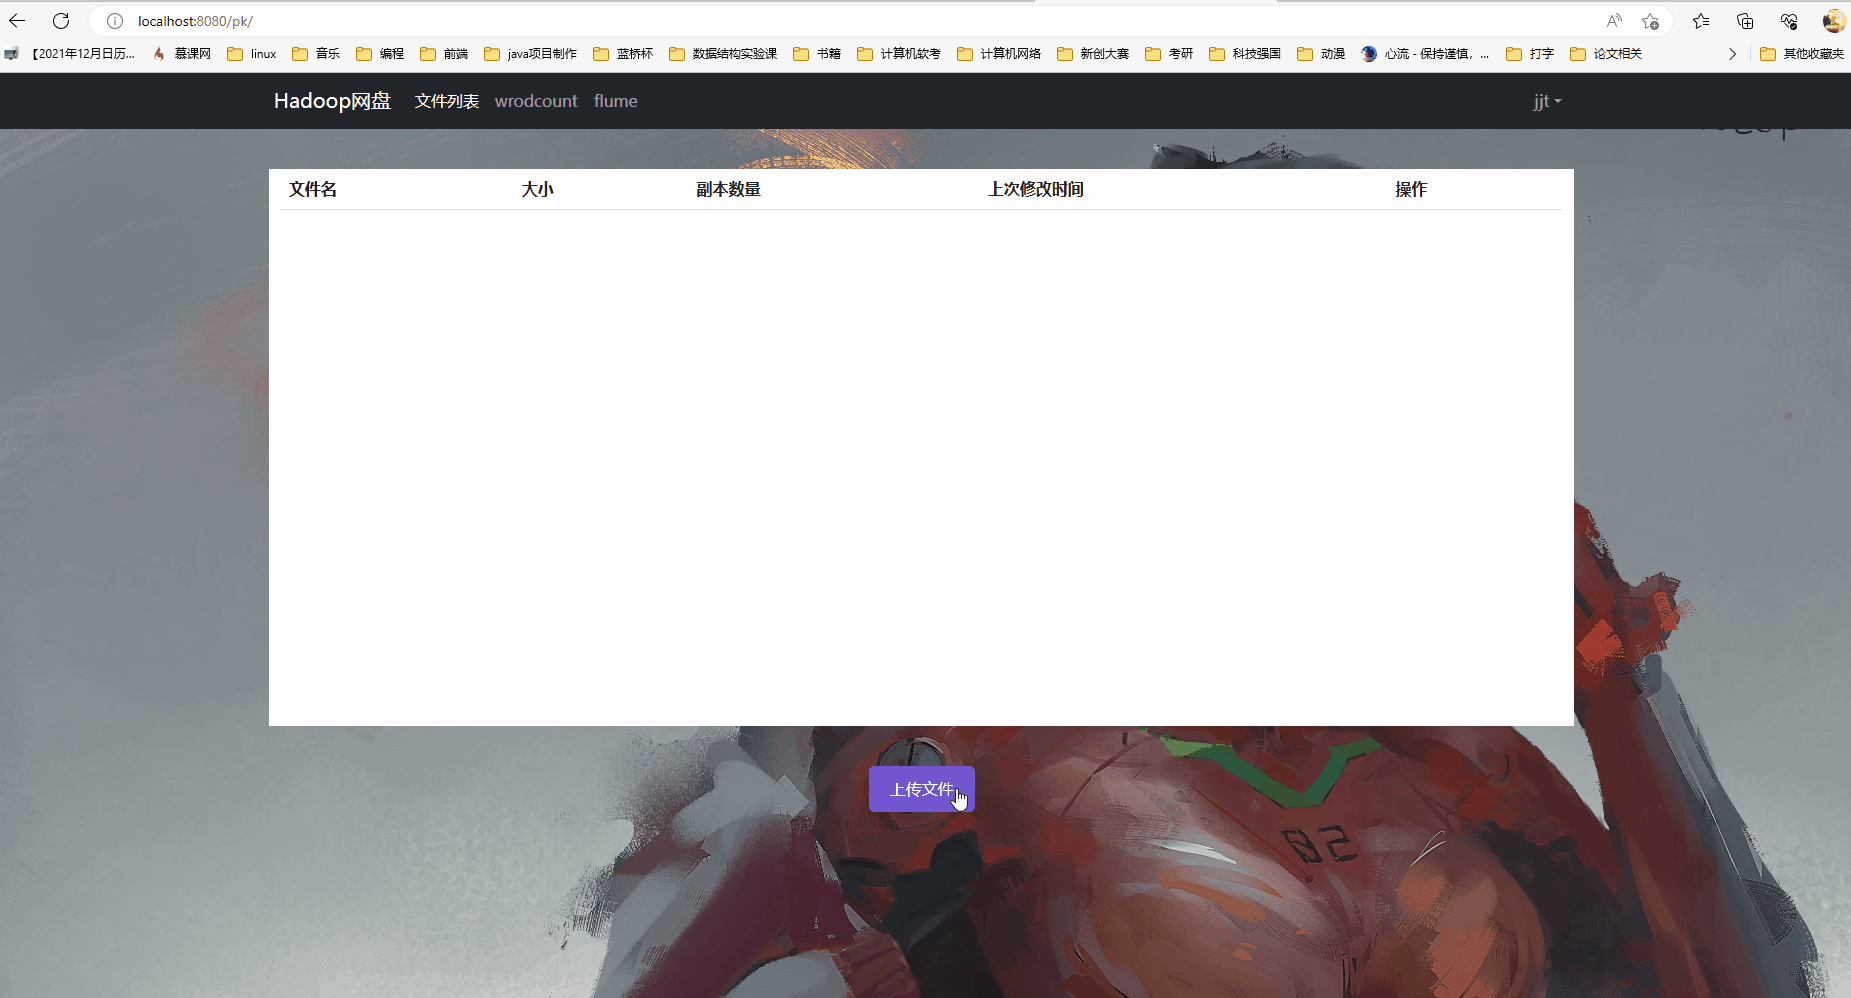 localhost:8080/pk/
【2021年12月日历... 慕课网 linux 音乐 编程 前端 java项目制作 蓝桥杯 数据结构实验课 书籍 计算机软考 计算机网络 新创大赛 考研 科技强国 动漫 心流 - 保持谨慎，... 打字 论文相关 其他收藏夹
Hadoop网盘 文件列表 wrodcount flume jjt
文件名 大小 副本数量 上次修改时间 操作
上传文件
02